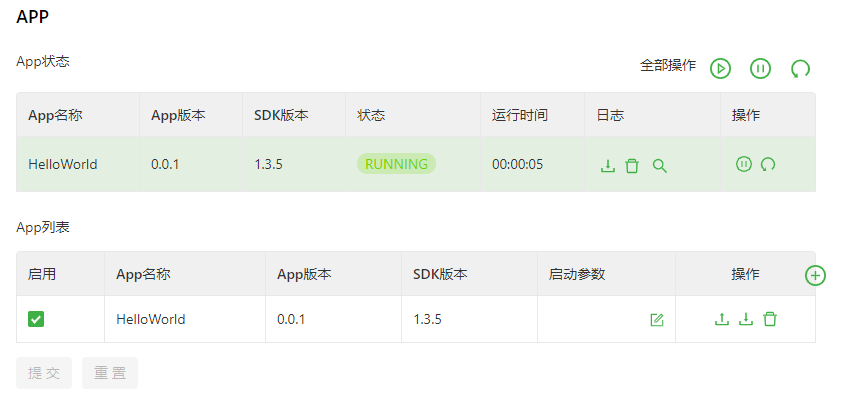 APP
App状态 全部操作
App名称 App版本 SDK版本 状态 运行时间 日志 操作
HelloWorld 0.0.1 1.3.5 RUNNING 00:00:05
App列表
启用 App名称 App版本 SDK版本 启动参数 操作
HelloWorld 0.0.1 1.3.5
提交 重置